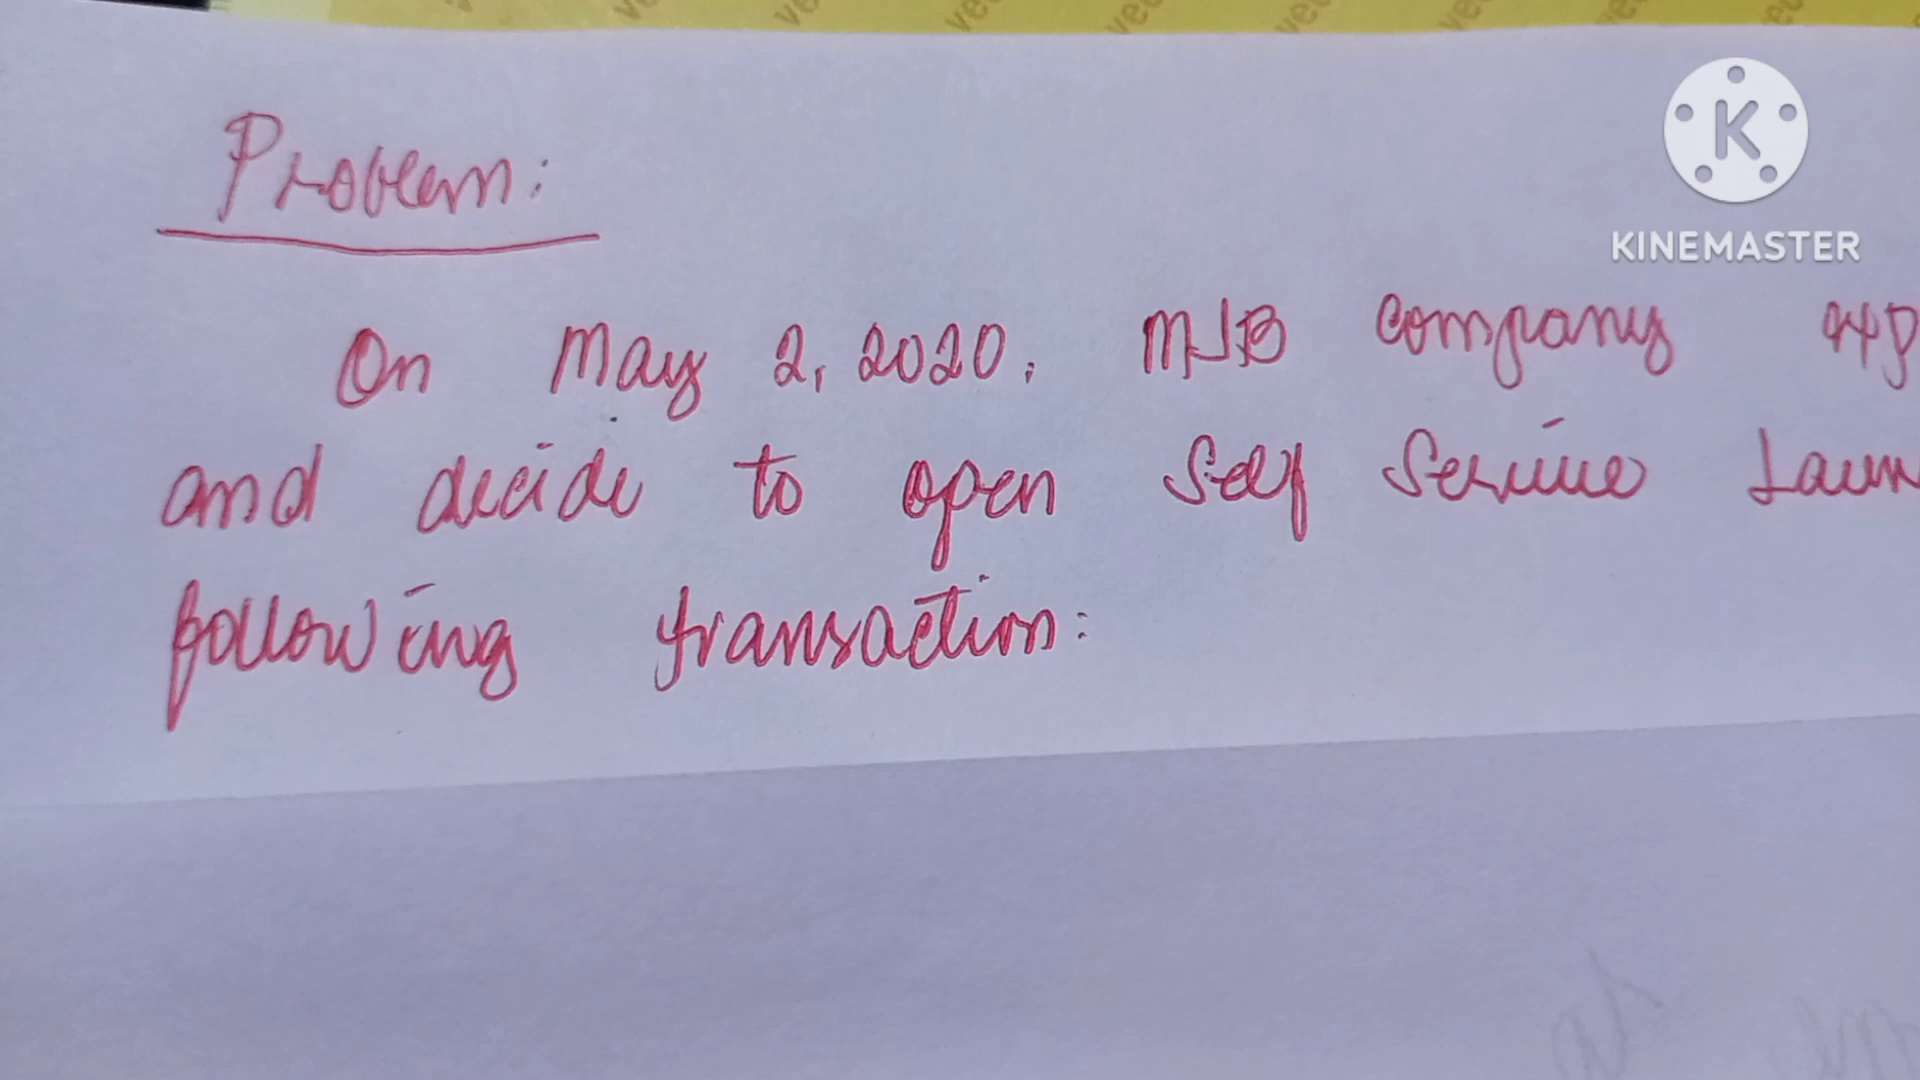 K
KINEMASTER
Problem:
On May 2, 2020, MJB company
and decide to open Self Service
following transaction: